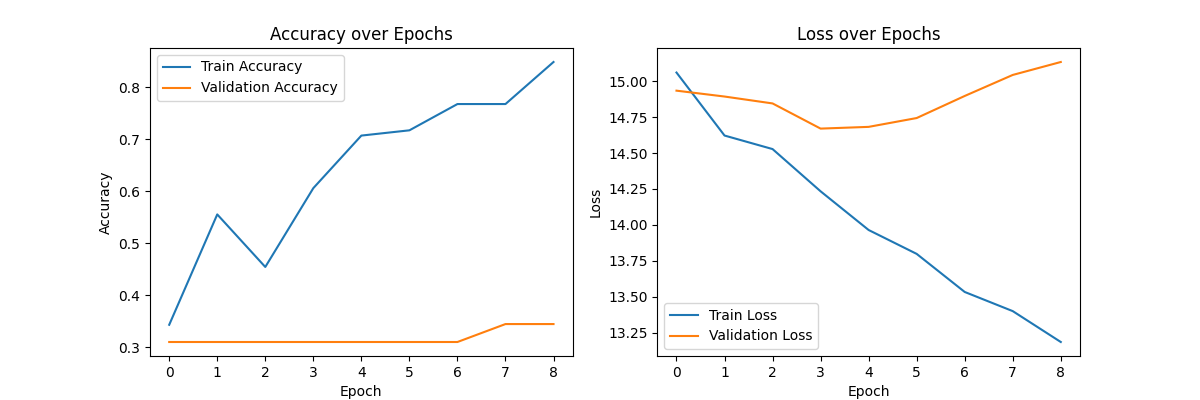 Accuracy over Epochs
Train Accuracy
Validation Accuracy
0.8
0.7
0.6
0.5
0.4
0.3
Accuracy
0 1 2 3 4 5 6 7 8
Epoch
Loss over Epochs
15.00
14.75
14.50
14.25
14.00
13.75
13.50
13.25
Loss
Train Loss
Validation Loss
0 1 2 3 4 5 6 7 8
Epoch